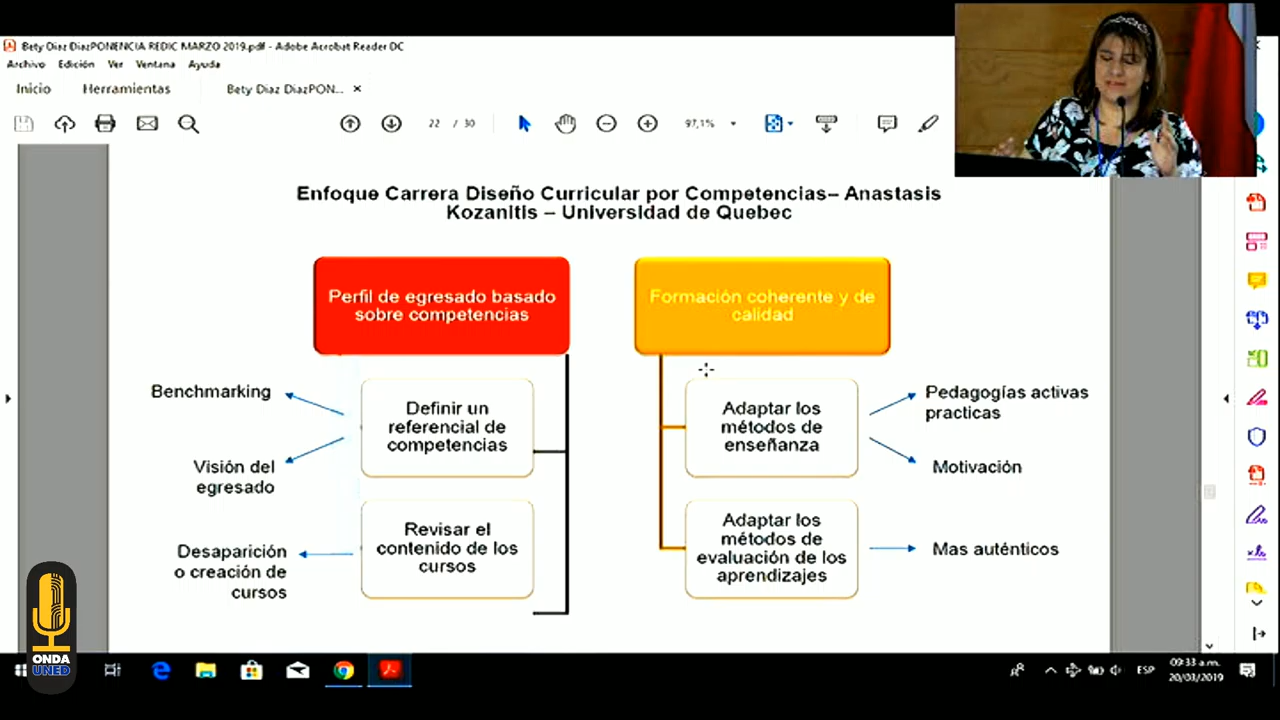 Bety Diaz DiazPONENCIA REDIC MARZO 2019.pdf - Adobe Acrobat Reader DC
Archivo Edición Ver Ventana Ayuda
Inicio Herramientas Bety Diaz DiazPON... ×
22 / 30 97,1%
Enfoque Carrera Diseño Curricular por Competencias– Anastasis
Kozanitis – Universidad de Quebec
Perfil de egresado basado
sobre competencias
Formación coherente y de
calidad
Benchmarking
Definir un
referencial de
competencias
Adaptar los
métodos de
enseñanza
Pedagogías activas
practicas
Visión del
egresado
Motivación
Revisar el
contenido de los
cursos
Adaptar los
métodos de
evaluación de los
aprendizajes
Desaparición
o creación de
cursos
Mas auténticos
ONDA
UNED
ESP
09:33 a.m.
20/03/2019